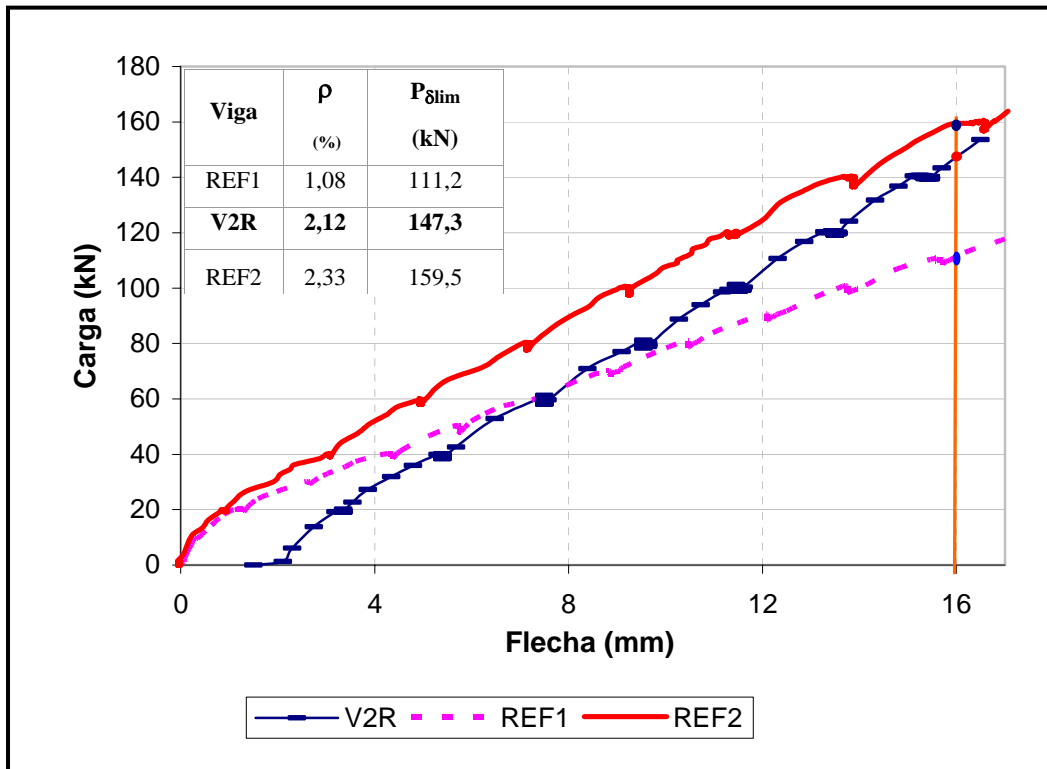 180
160
140
120
100
80
60
40
20
0
Carga (kN)
Viga ρ (%) Pδlim (kN)
REF1 1,08 111,2
V2R 2,12 147,3
REF2 2,33 159,5
0 4 8 12 16
Flecha (mm)
V2R REF1 REF2